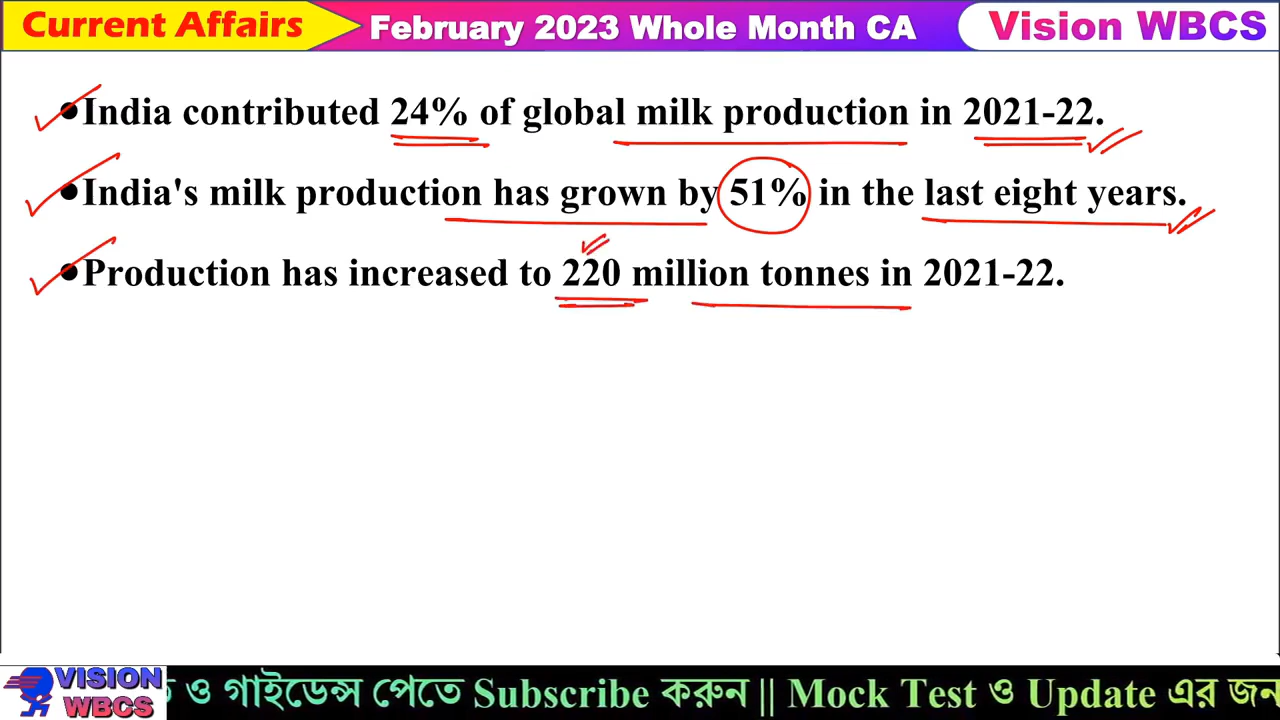 Current Affairs
February 2023 Whole Month CA
Vision WBCS
•India contributed 24% of global milk production in 2021-22.
•India's milk production has grown by 51% in the last eight years.
•Production has increased to 220 million tonnes in 2021-22.
VISION
WBCS
ও গাইডেন্স পেতে Subscribe করুন || Mock Test ও Update এর